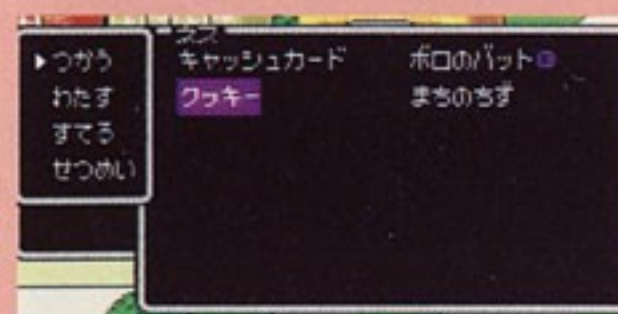 ネス
つかう
わたす
すてる
せつめい
キャッシュカード ボロのバット
クッキー まちのちず